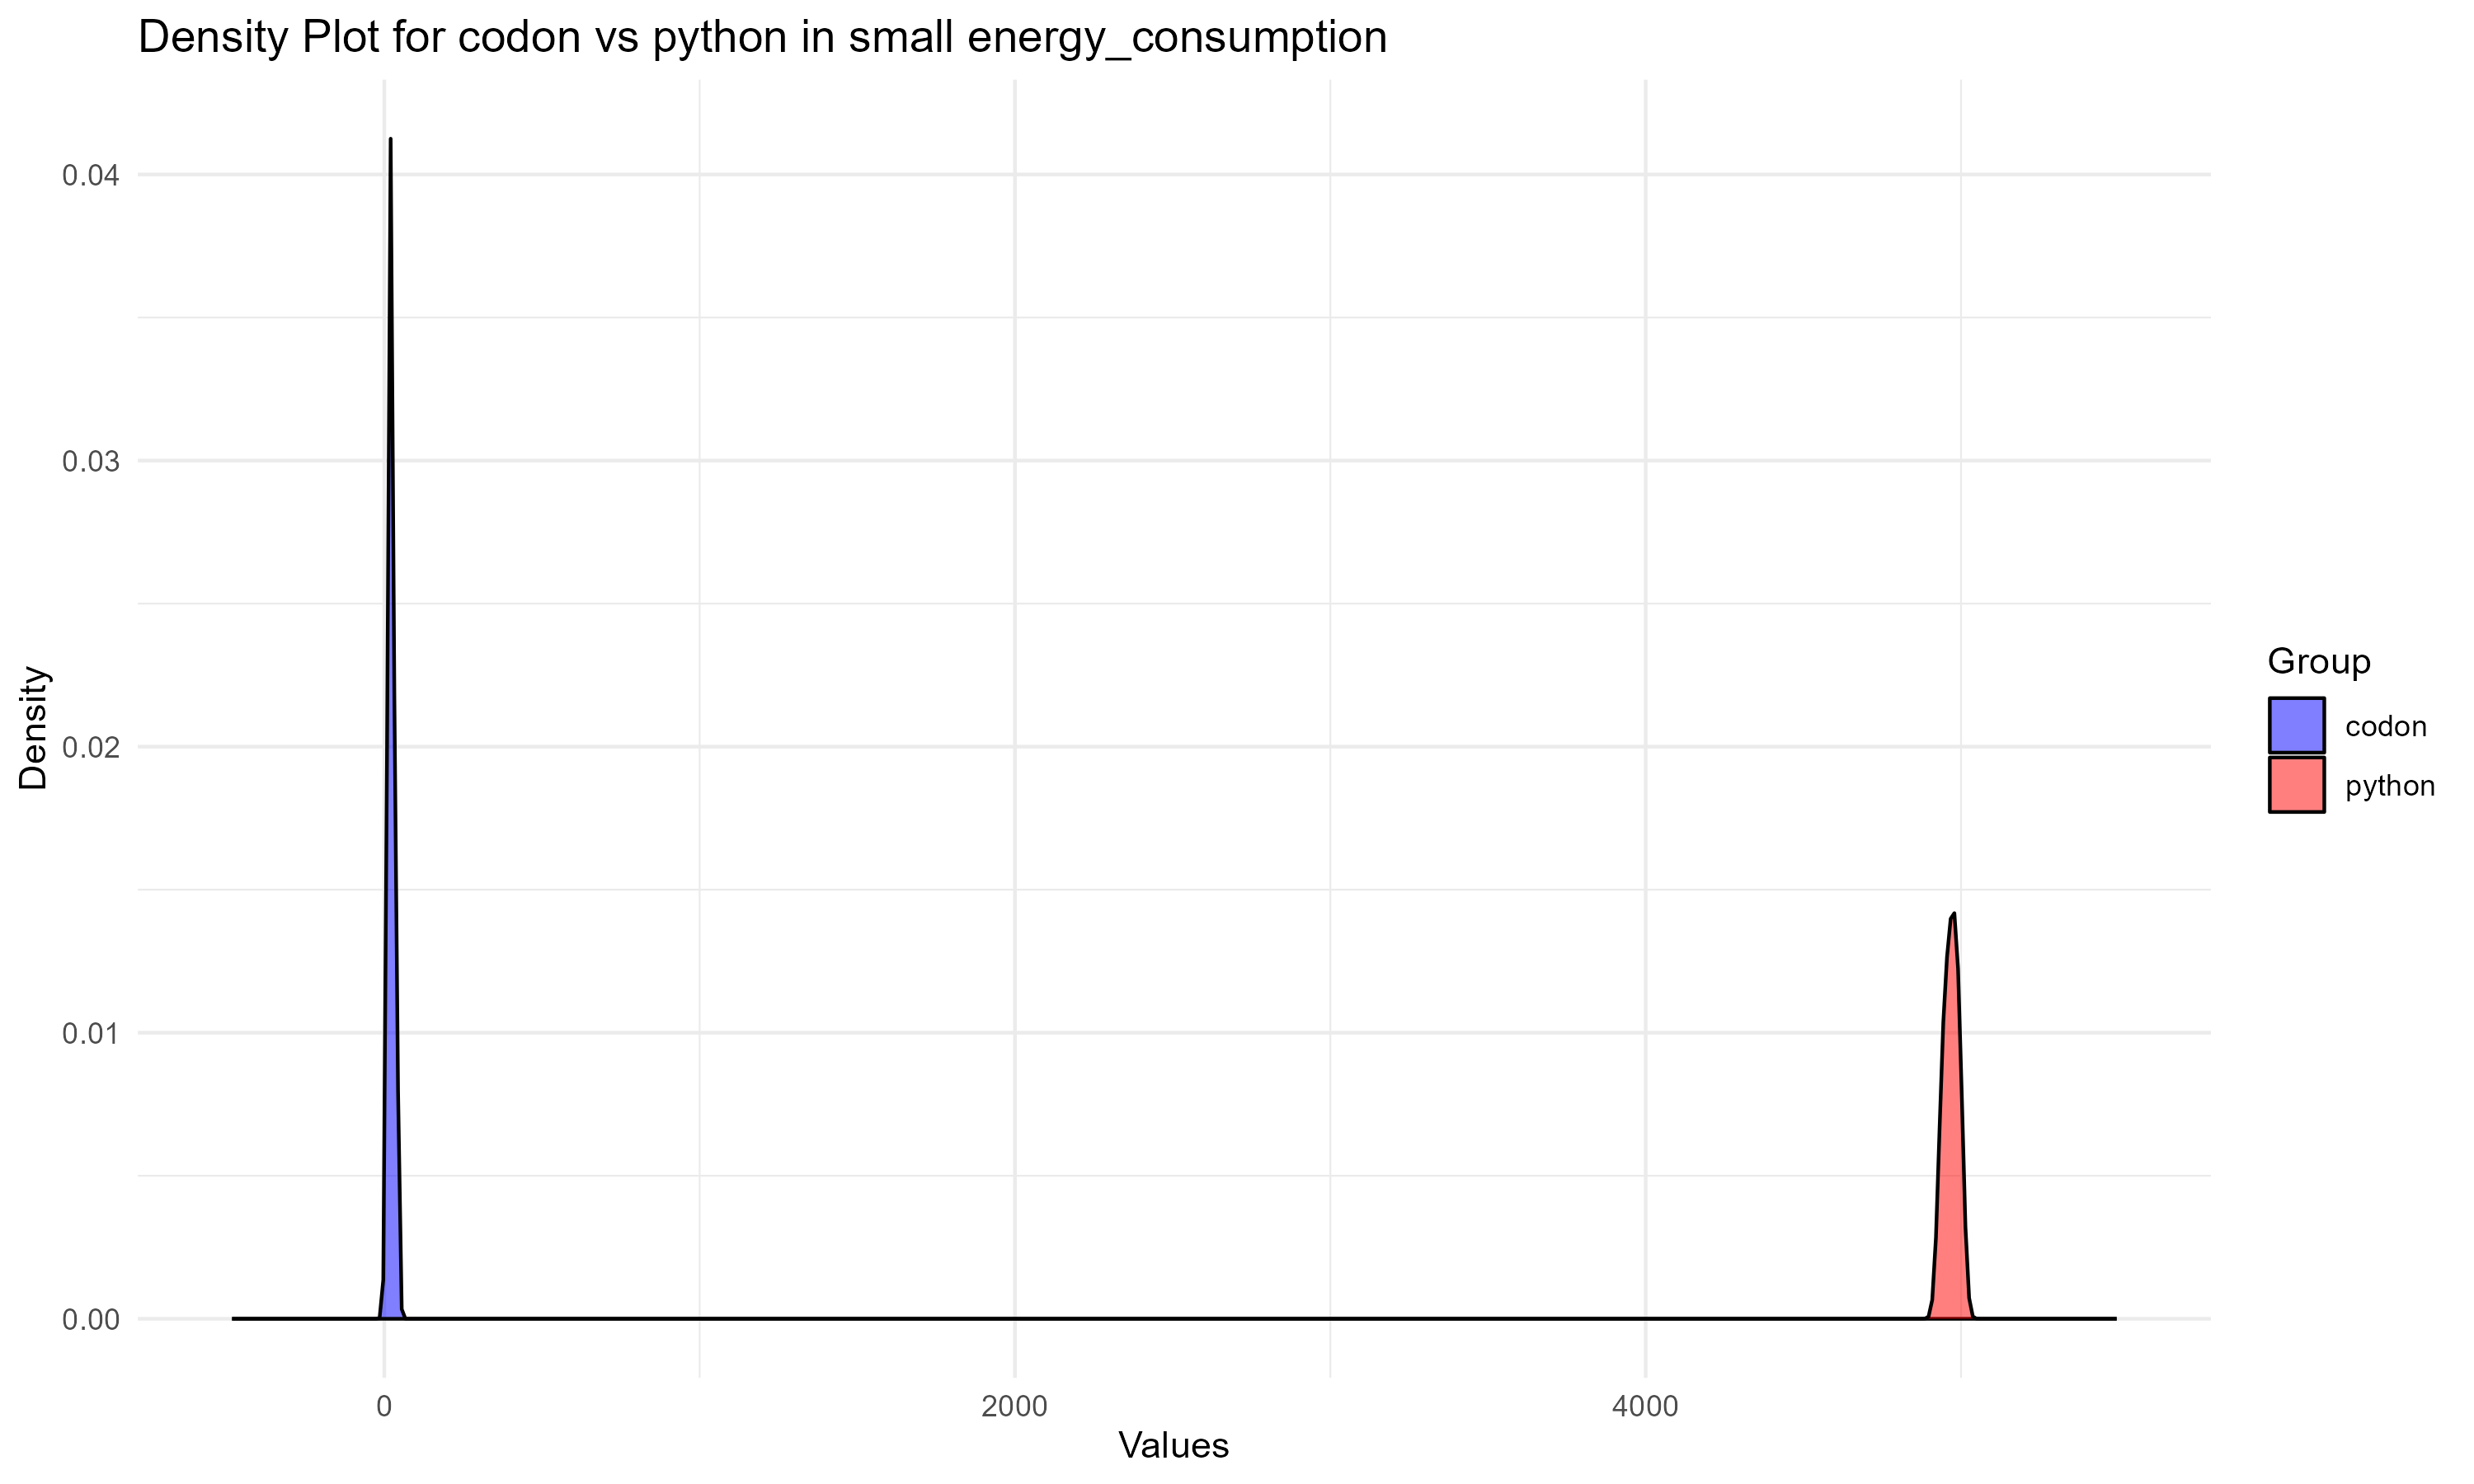 Density Plot for codon vs python in small energy_consumption
0.04
0.03
0.02
0.01
0.00
Density
0
2000
4000
Values
Group
codon
python